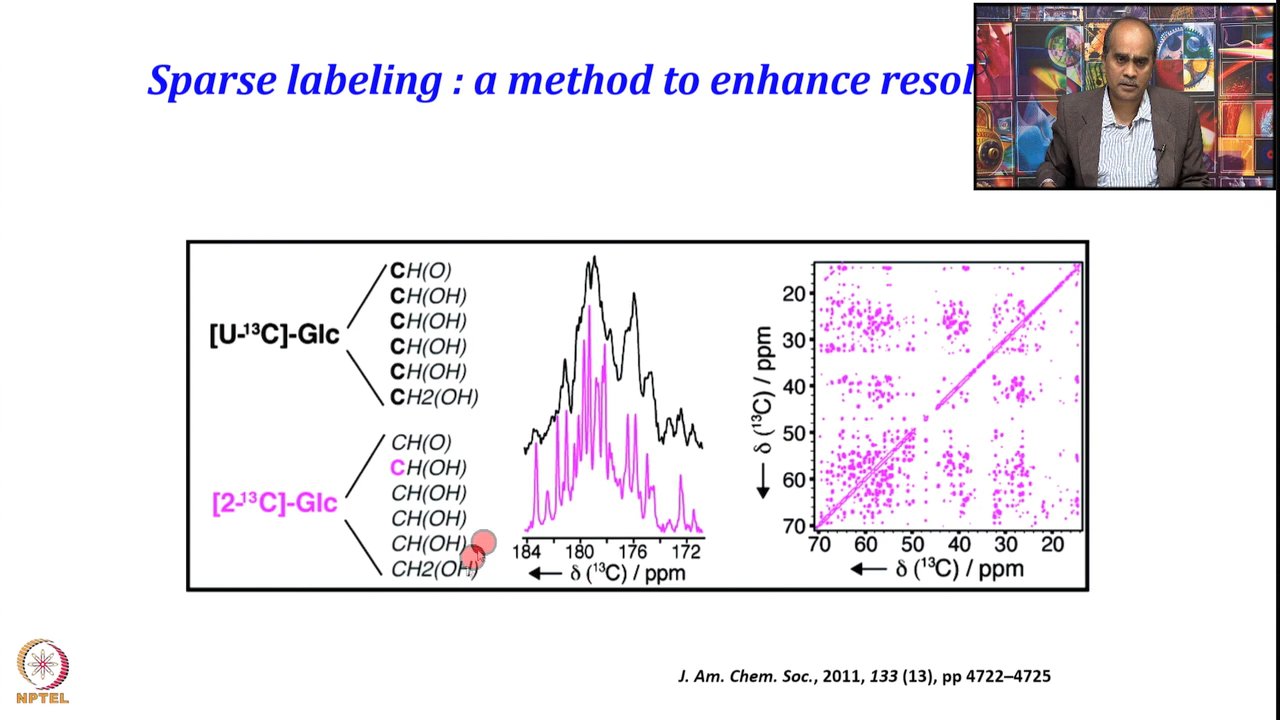 Sparse labeling : a method to enhance resol
[U-¹³C]-Glc
CH(O)
CH(OH)
CH(OH)
CH(OH)
CH(OH)
CH2(OH)
[2-¹³C]-Glc
CH(O)
CH(OH)
CH(OH)
CH(OH)
CH(OH)
CH2(OH)
184 180 176 172
← δ (¹³C) / ppm
20
30
40
50
60
70
← δ (¹³C) / ppm
70 60 50 40 30 20
← δ (¹³C) / ppm
J. Am. Chem. Soc., 2011, 133 (13), pp 4722–4725
NPTEL